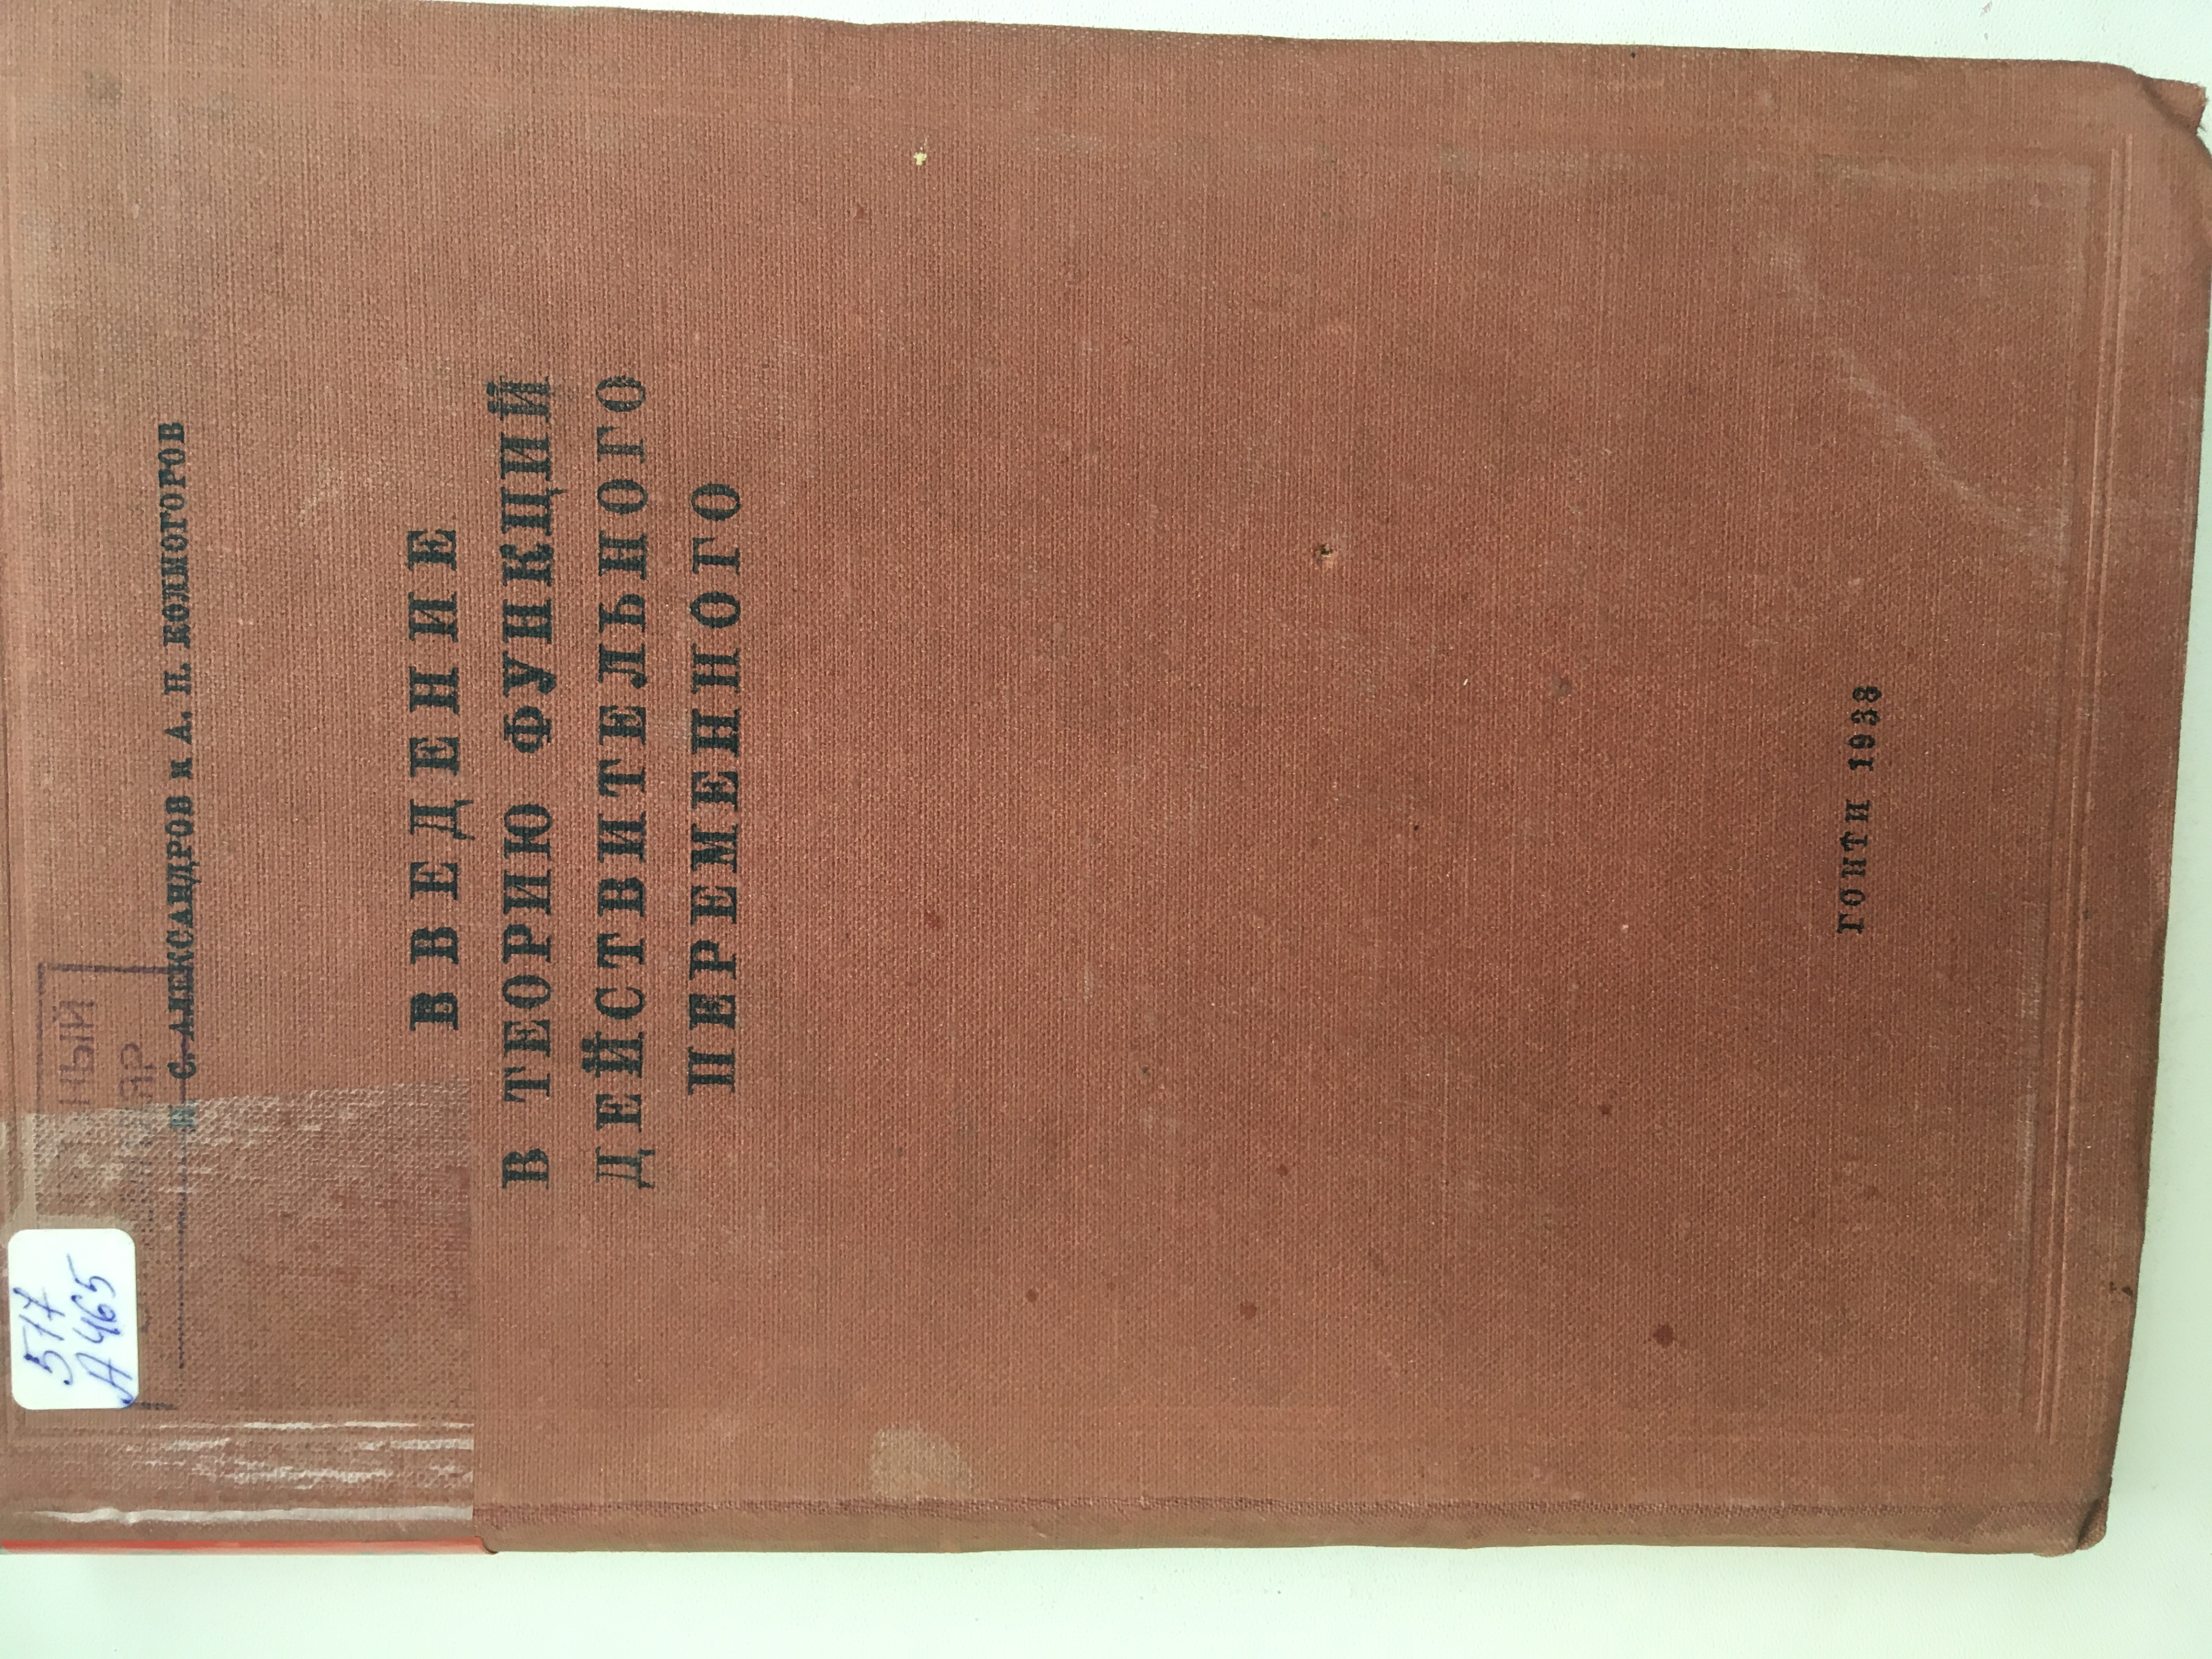 517
А465
П. С. АЛЕКСАНДРОВ и А. Н. КОЛМОГОРОВ
ВВЕДЕНИЕ
В ТЕОРИЮ ФУНКЦИЙ
ДЕЙСТВИТЕЛЬНОГО
ПЕРЕМЕННОГО
ГОНТИ 1938